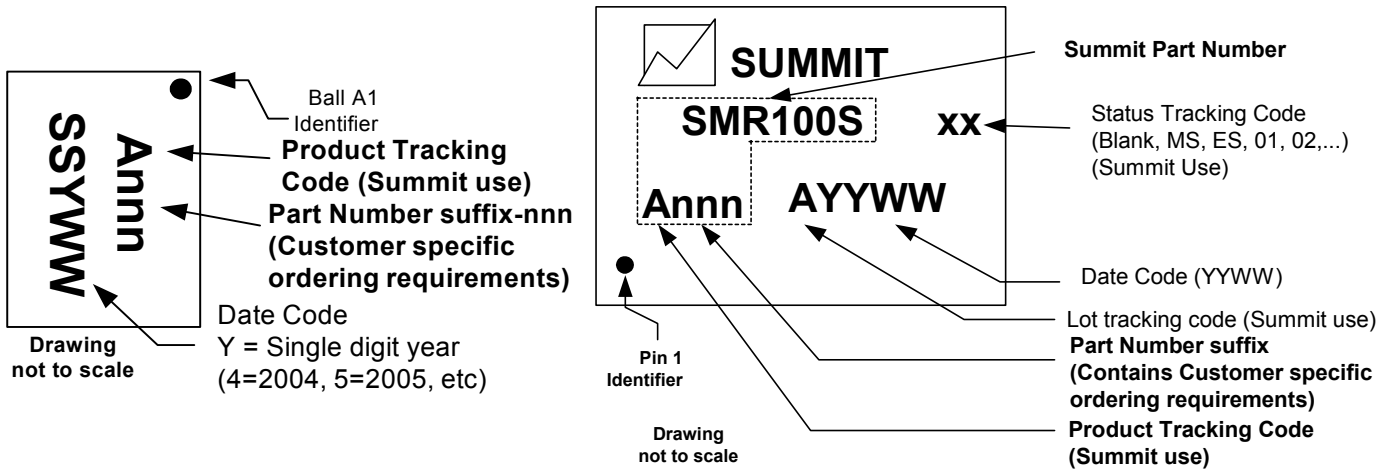 Annn
SSYWW
Ball A1
Identifier
Product Tracking
Code (Summit use)
Part Number suffix-nnn
(Customer specific
ordering requirements)
Date Code
Y = Single digit year
(4=2004, 5=2005, etc)
Drawing
not to scale
SUMMIT
SMR100S
xx
Annn
AYYWW
Summit Part Number
Status Tracking Code
(Blank, MS, ES, 01, 02,...)
(Summit Use)
Date Code (YYWW)
Lot tracking code (Summit use)
Part Number suffix
(Contains Customer specific
ordering requirements)
Product Tracking Code
(Summit use)
Pin 1
Identifier
Drawing
not to scale